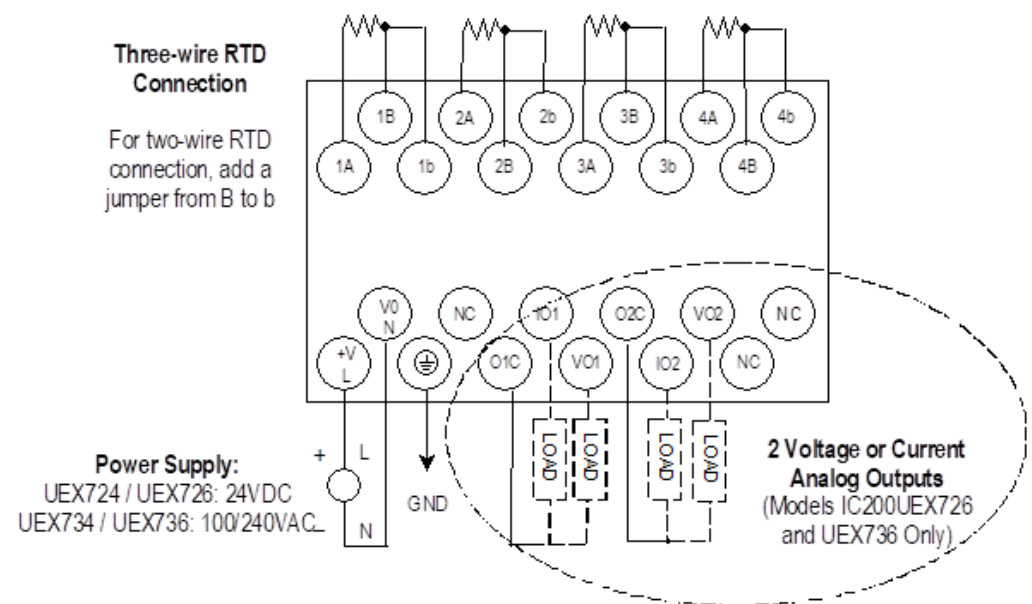 Three-wire RTD
Connection
For two-wire RTD
connection, add a
jumper from B to b
1B 2A 2b 3B 4A 4b
1A 1b 2B 3A 3b 4B
V0 N NC IO1 O2C VO2 NC
+V L O1C VO1 IO2 NC
LOAD LOAD LOAD LOAD
+ L
GND
N
Power Supply:
UEX724 / UEX726: 24VDC
UEX734 / UEX736: 100/240VAC
2 Voltage or Current
Analog Outputs
(Models IC200UEX726
and UEX736 Only)